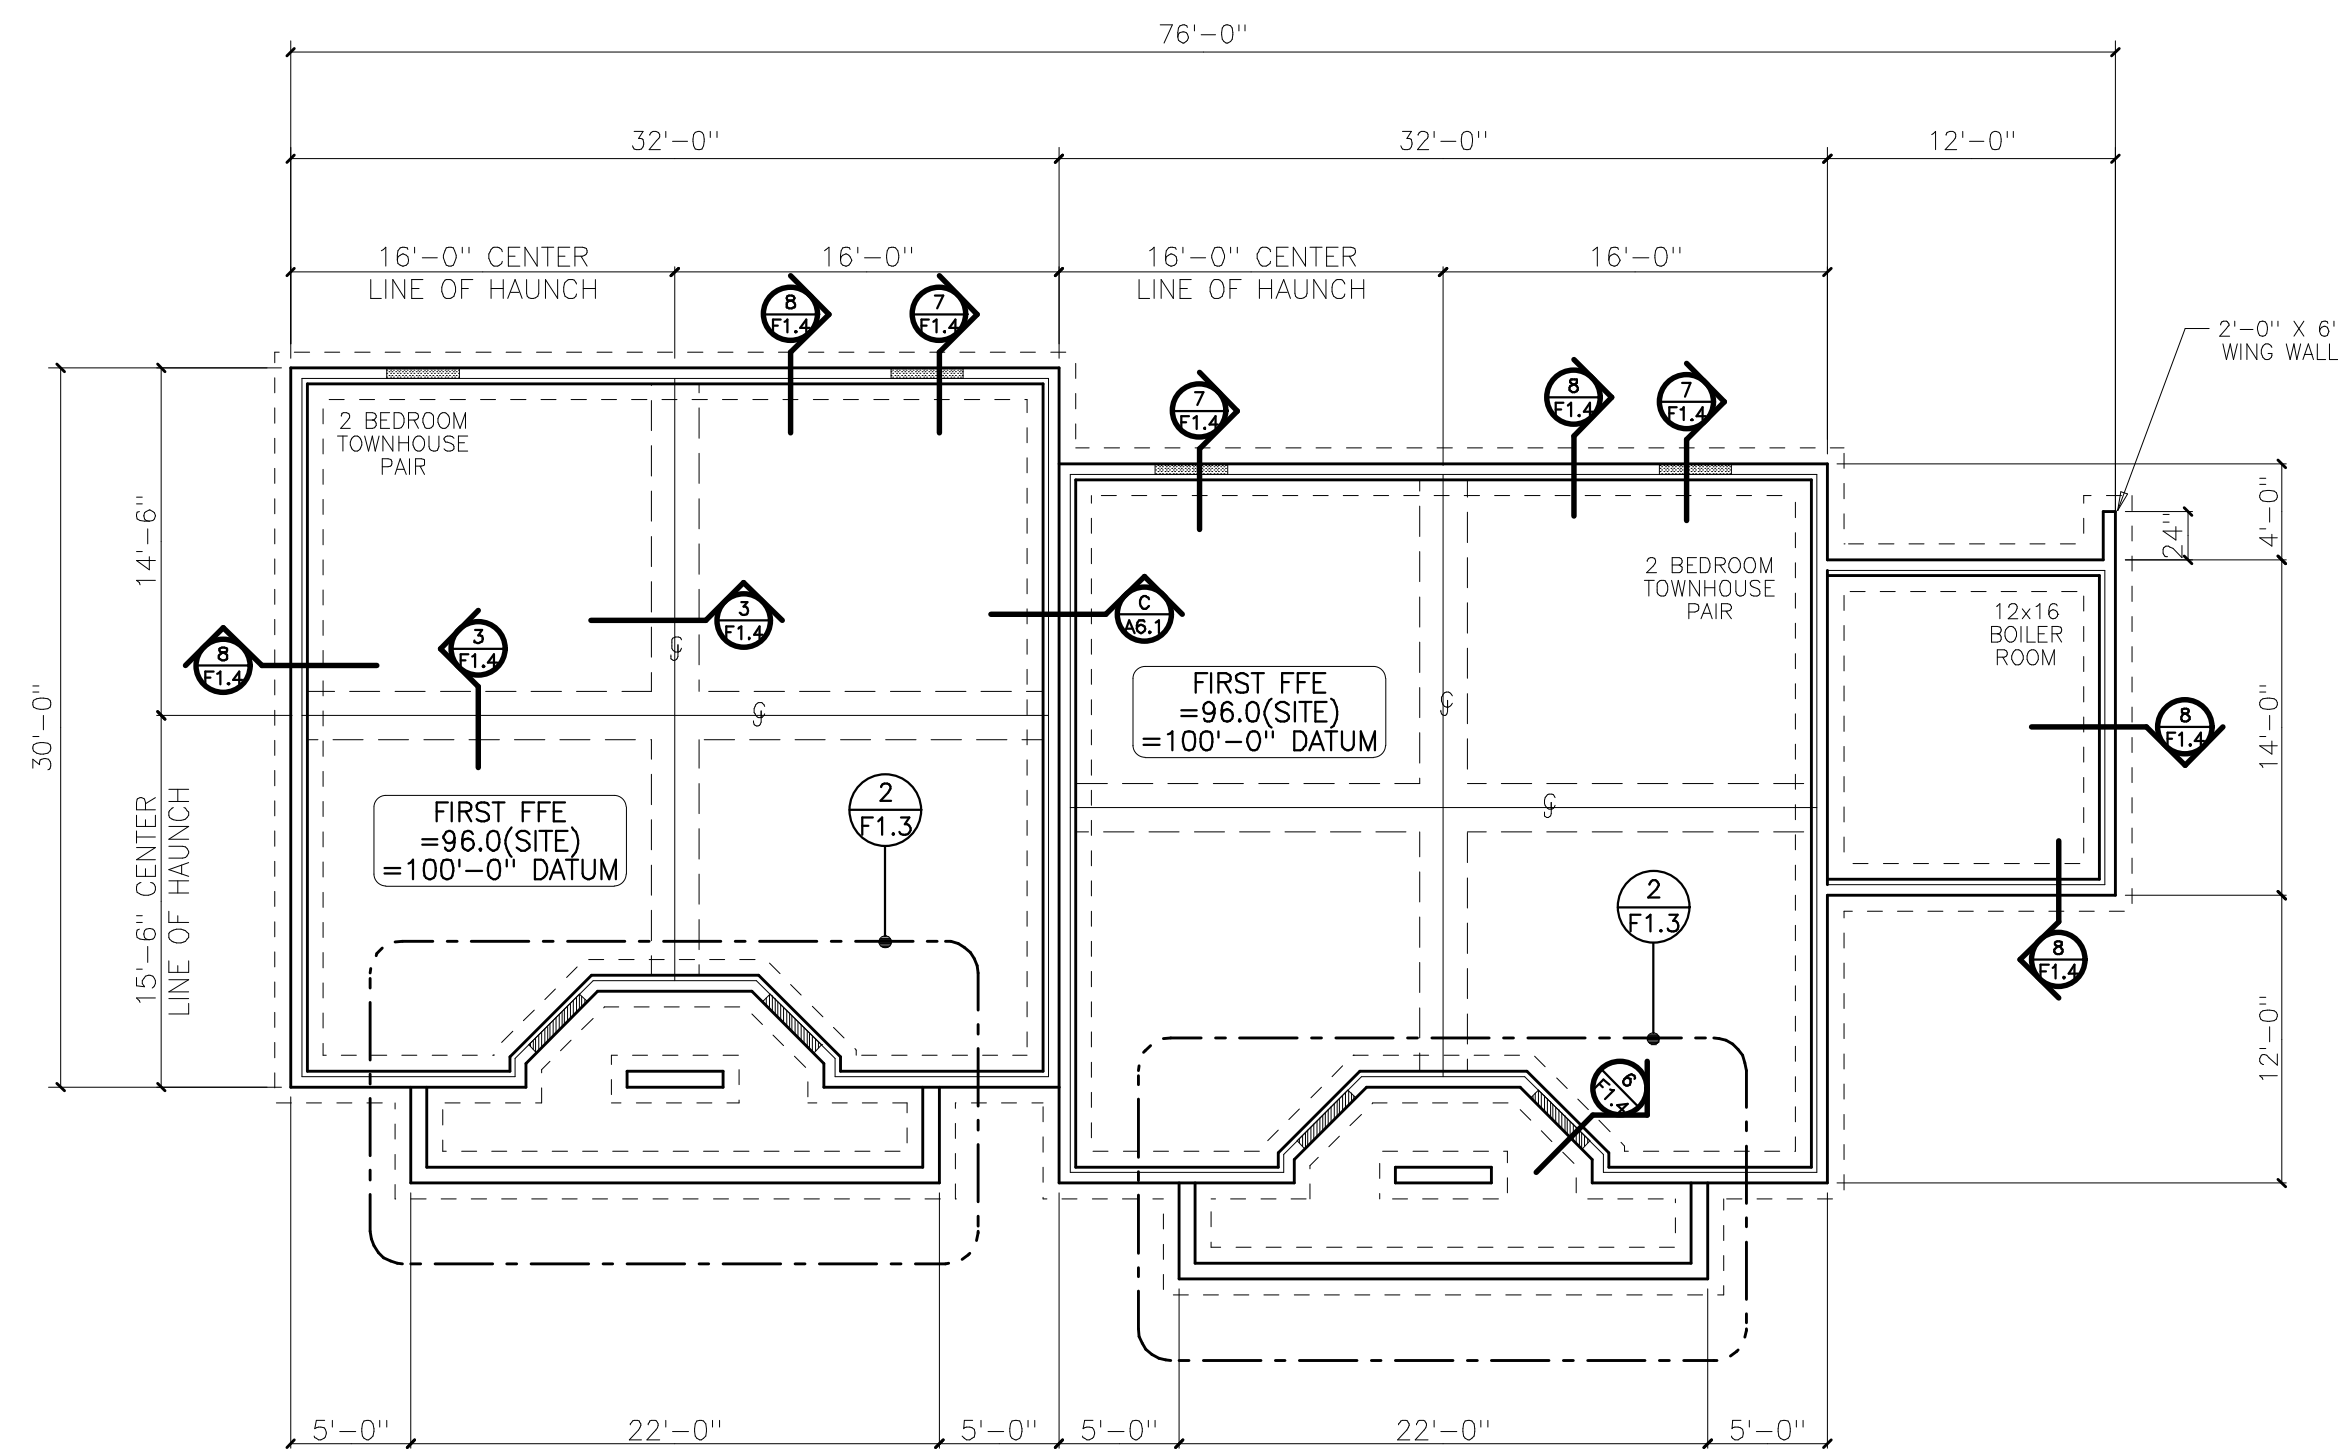 76'-0"
32'-0"
32'-0"
12'-0"
16'-0" CENTER
LINE OF HAUNCH
16'-0"
16'-0" CENTER
LINE OF HAUNCH
16'-0"
8
F1.4
7
F1.4
7
F1.4
8
F1.4
7
F1.4
2'-0" X 6'
WING WALL
2 BEDROOM
TOWNHOUSE
PAIR
14'-6"
30'-0"
15'-6" CENTER
LINE OF HAUNCH
8
F1.4
3
F1.4
3
F1.4
C
A6.1
2 BEDROOM
TOWNHOUSE
PAIR
12x16
BOILER
ROOM
24"
4'-0"
14'-0"
12'-0"
CJ
CJ
CJ
CJ
FIRST FFE
=96.0(SITE)
=100'-0" DATUM
FIRST FFE
=96.0(SITE)
=100'-0" DATUM
8
F1.4
2
F1.3
2
F1.3
8
F1.4
6
F1.4
5'-0"
22'-0"
5'-0"
5'-0"
22'-0"
5'-0"